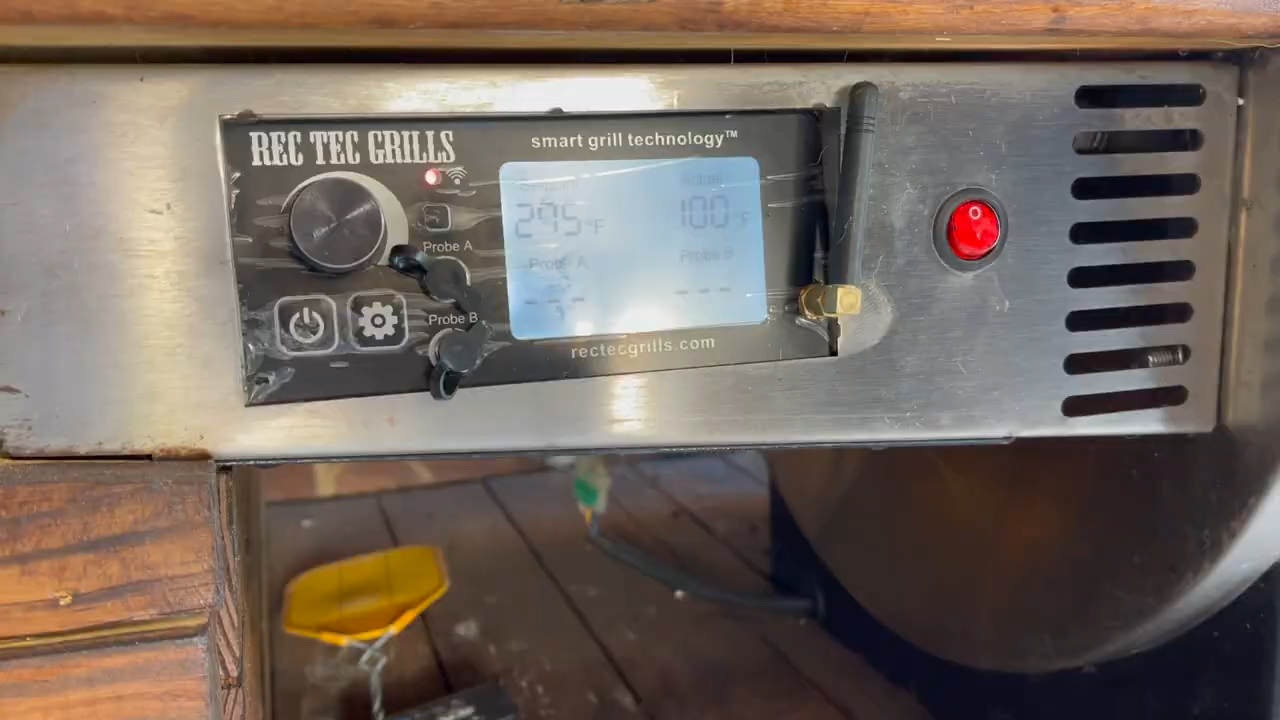 REC TEC GRILLS
smart grill technology™
Setpoint
Actual
295°F
100°F
Probe A
Probe A
Probe B
---
---
Probe B
rectecgrills.com